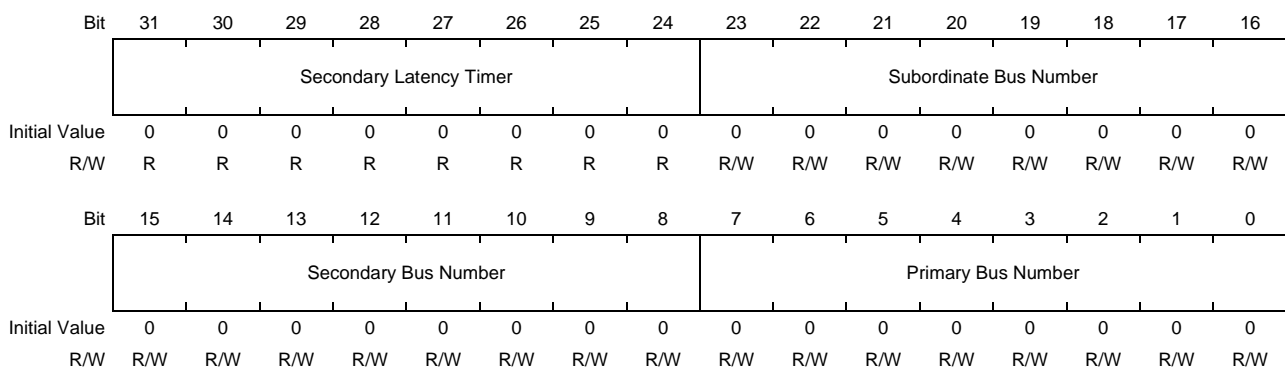 Bit 31 30 29 28 27 26 25 24 23 22 21 20 19 18 17 16
Secondary Latency Timer Subordinate Bus Number
Initial Value 0 0 0 0 0 0 0 0 0 0 0 0 0 0 0 0
R/W R R R R R R R R R/W R/W R/W R/W R/W R/W R/W R/W
Bit 15 14 13 12 11 10 9 8 7 6 5 4 3 2 1 0
Secondary Bus Number Primary Bus Number
Initial Value 0 0 0 0 0 0 0 0 0 0 0 0 0 0 0 0
R/W R/W R/W R/W R/W R/W R/W R/W R/W R/W R/W R/W R/W R/W R/W R/W R/W